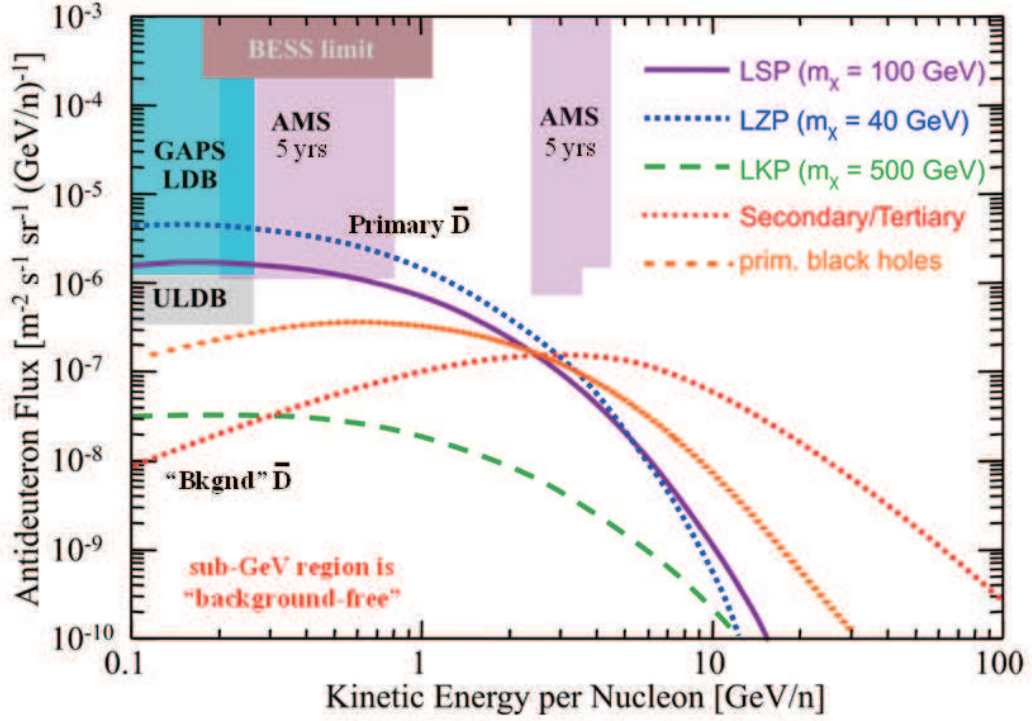 10⁻³
10⁻⁴
10⁻⁵
10⁻⁶
10⁻⁷
10⁻⁸
10⁻⁹
10⁻¹⁰
Antideuteron Flux [m⁻² s⁻¹ sr⁻¹ (GeV/n)⁻¹]
BESS limit
AMS
5 yrs
AMS
5 yrs
GAPS
LDB
ULDB
Primary D̄
“Bkgnd” D̄
sub-GeV region is
“background-free”
LSP (mᵪ = 100 GeV)
LZP (mᵪ = 40 GeV)
LKP (mᵪ = 500 GeV)
Secondary/Tertiary
prim. black holes
0.1 1 10 100
Kinetic Energy per Nucleon [GeV/n]